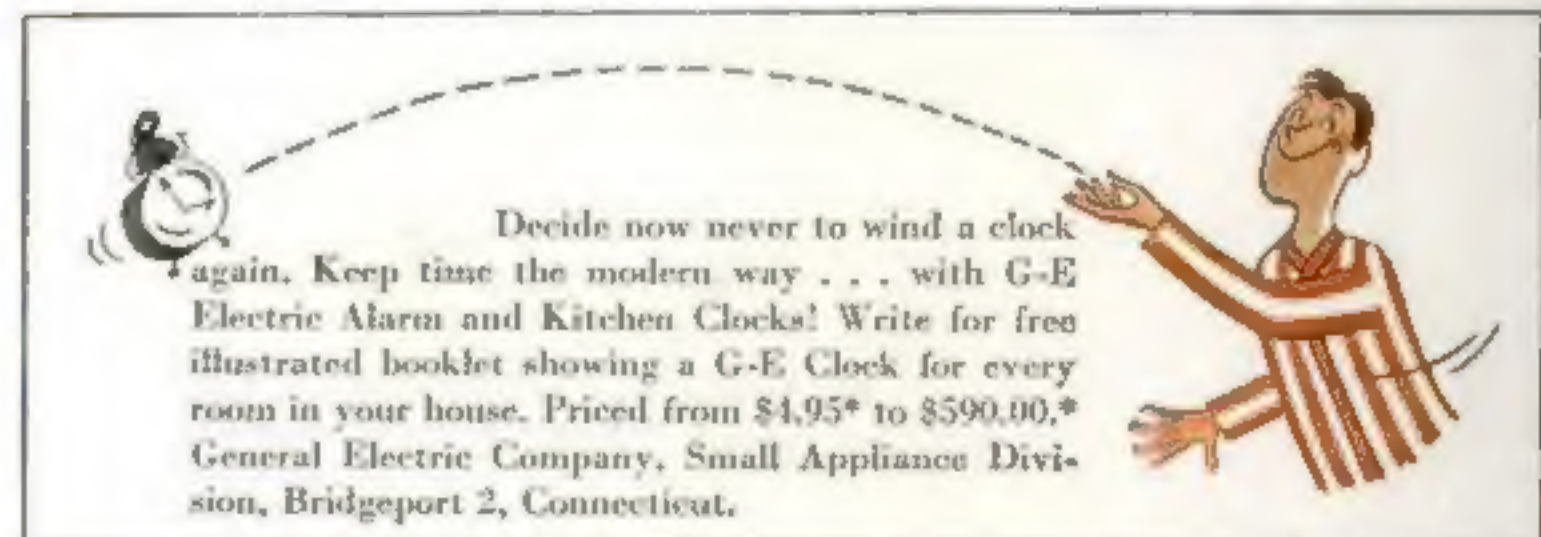 Decide now never to wind a clock
again. Keep time the modern way . . . with G-E
Electric Alarm and Kitchen Clocks! Write for free
illustrated booklet showing a G-E Clock for every
room in your house. Priced from $4.95* to $590.00.*
General Electric Company, Small Appliance Divi-
sion, Bridgeport 2, Connecticut.